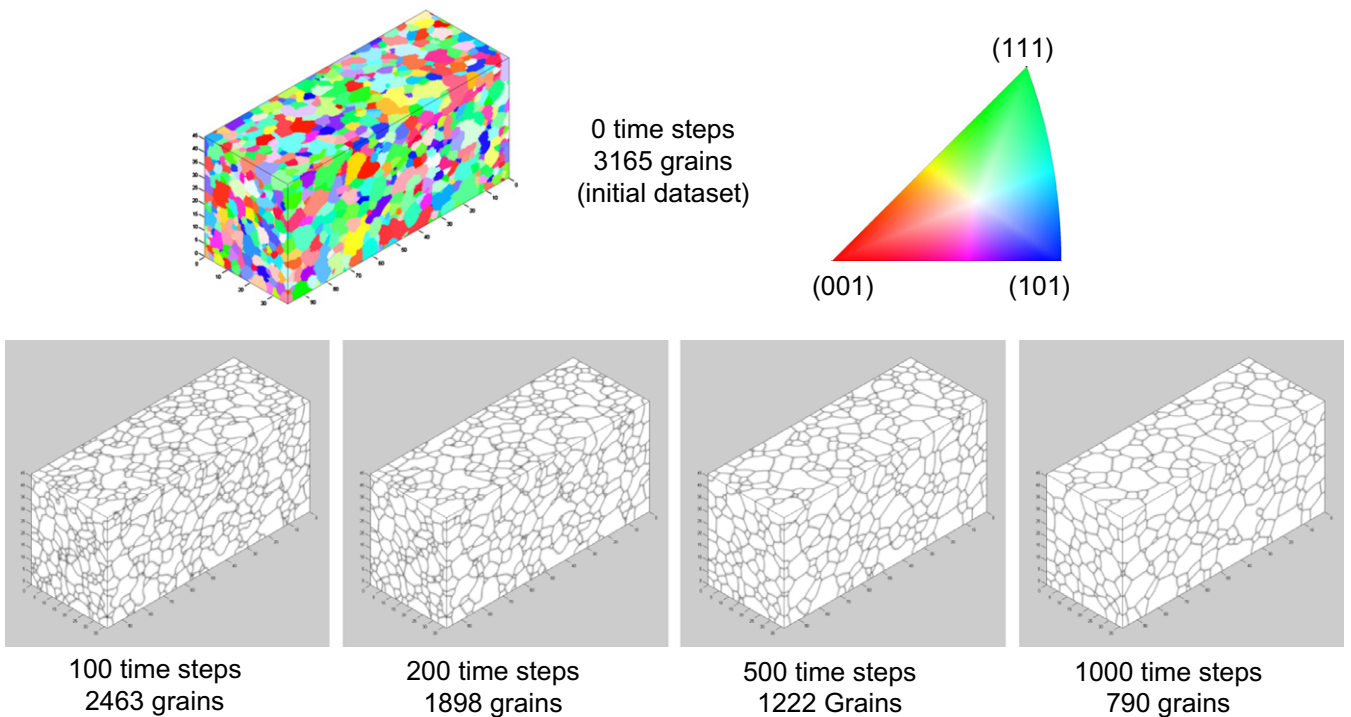 0 time steps
3165 grains
(initial dataset)
(111)
(001)
(101)
100 time steps
2463 grains
200 time steps
1898 grains
500 time steps
1222 Grains
1000 time steps
790 grains